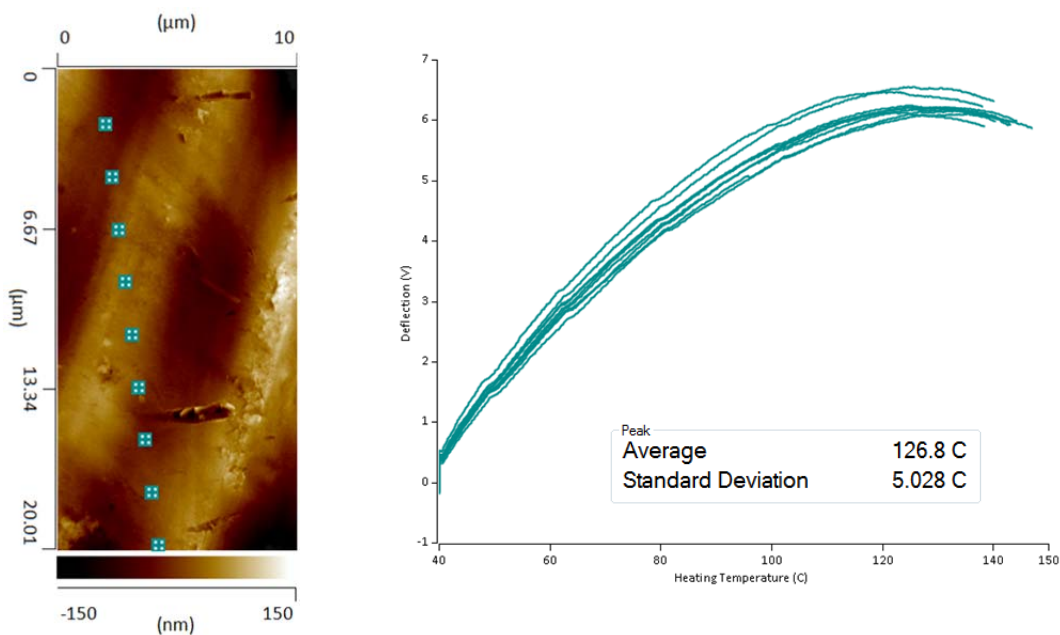 (µm)
0 10
0
6.67
(µm)
13.34
20.01
-150 150
(nm)
7
6
5
4
3
2
1
0
-1
Deflection (V)
40 60 80 100 120 140 150
Heating Temperature (C)
Peak
Average 126.8 C
Standard Deviation 5.028 C